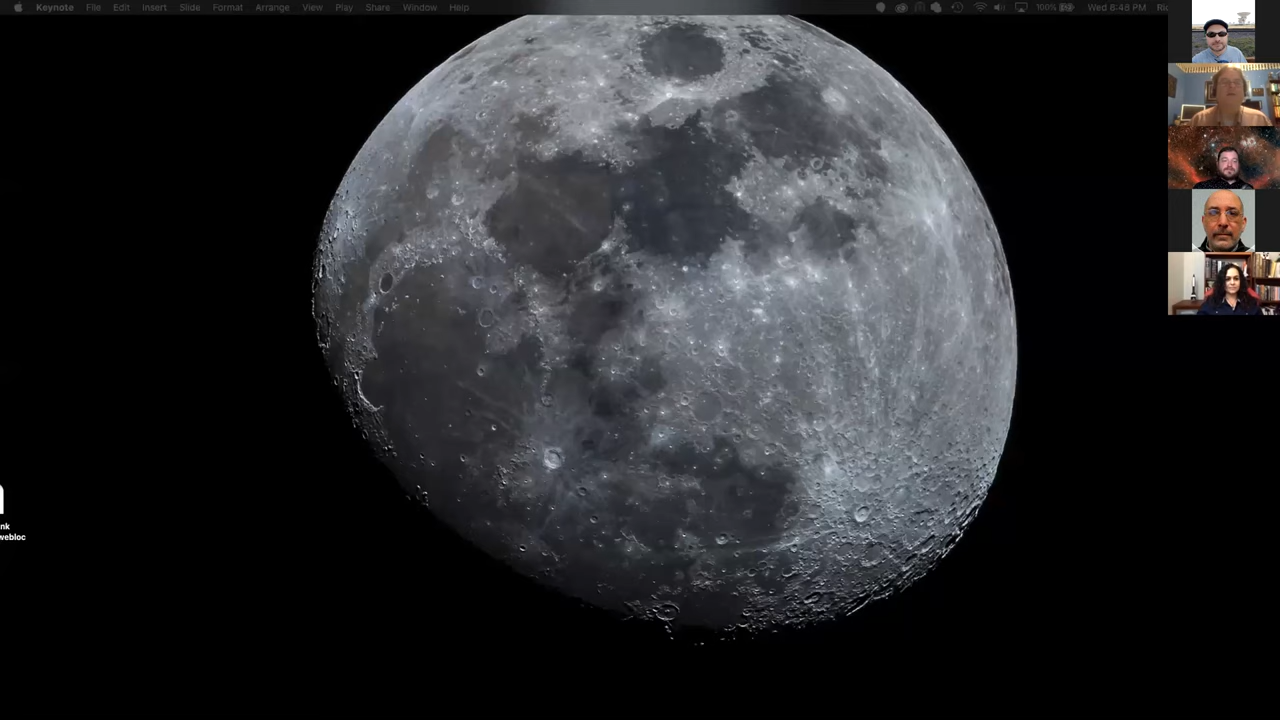 Keynote File Edit Insert Slide Format Arrange View Play Share Window Help 100% Wed 8:48 PM Ric
nk
webloc